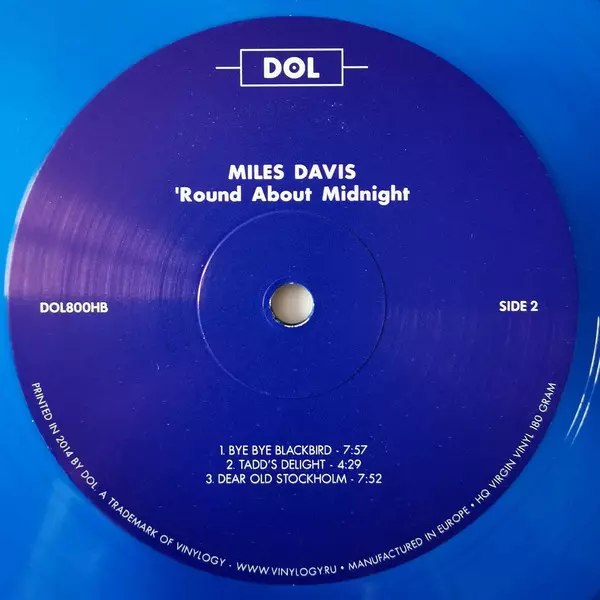 DOL
MILES DAVIS
'Round About Midnight
DOL800HB
SIDE 2
1. BYE BYE BLACKBIRD - 7:57
2. TADD'S DELIGHT - 4:29
3. DEAR OLD STOCKHOLM - 7:52
PRINTED IN 2014 BY DOL. A TRADEMARK OF VINYLOGY - WWW.VINYLOGY.RU • MANUFACTURED IN EUROPE • HQ VIRGIN VINYL 180 GRAM